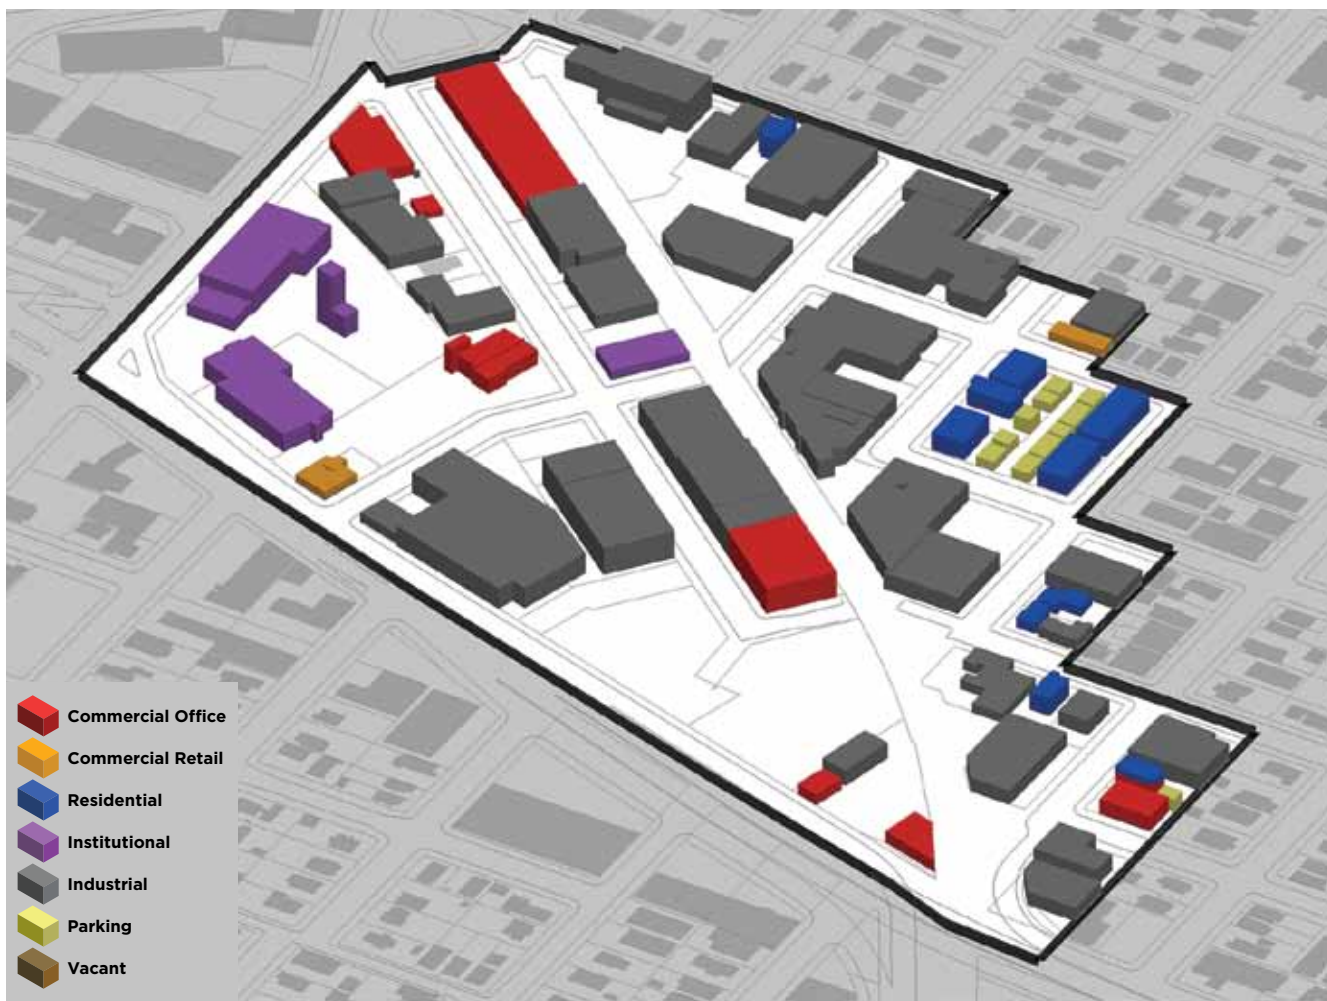 Commercial Office
Commercial Retail
Residential
Institutional
Industrial
Parking
Vacant